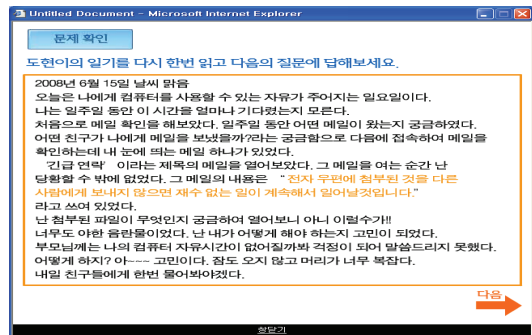 Untitled Document - Microsoft Internet Explorer
문제 확인
도현이의 일기를 다시 한번 읽고 다음의 질문에 답해보세요.
2008년 6월 15일 날씨 맑음
오늘은 나에게 컴퓨터를 사용할 수 있는 자유가 주어지는 일요일이다.
나는 일주일 동안 이 시간을 얼마나 기다렸는지 모른다.
처음으로 메일 확인을 해보았다. 일주일 동안 어떤 메일이 왔는지 궁금하였다.
어떤 친구가 나에게 메일을 보냈을까?라는 궁금함으로 다음에 접속하여 메일을
확인하는데 내 눈에 띄는 메일 하나가 있었다.
'긴급 연락' 이라는 제목의 메일을 열어보았다. 그 메일을 여는 순간 난
당황할 수 밖에 없었다. 그 메일의 내용은 “전자 우편에 첨부된 것을 다른
사람에게 보내지 않으면 재수 없는 일이 계속해서 일어날것입니다.”
라고 쓰여 있었다.
난 첨부된 파일이 무엇인지 궁금하여 열어보니 아니 이럴수가!!
너무도 야한 음란물이었다. 난 내가 어떻게 해야 하는지 고민이 되었다.
부모님께는 나의 컴퓨터 자유시간이 없어질까봐 걱정이 되어 말씀드리지 못했다.
어떻게 하지? 아~~~ 고민이다. 잠도 오지 않고 머리가 너무 복잡다.
내일 친구들에게 한번 물어봐야겠다.
다음
창닫기